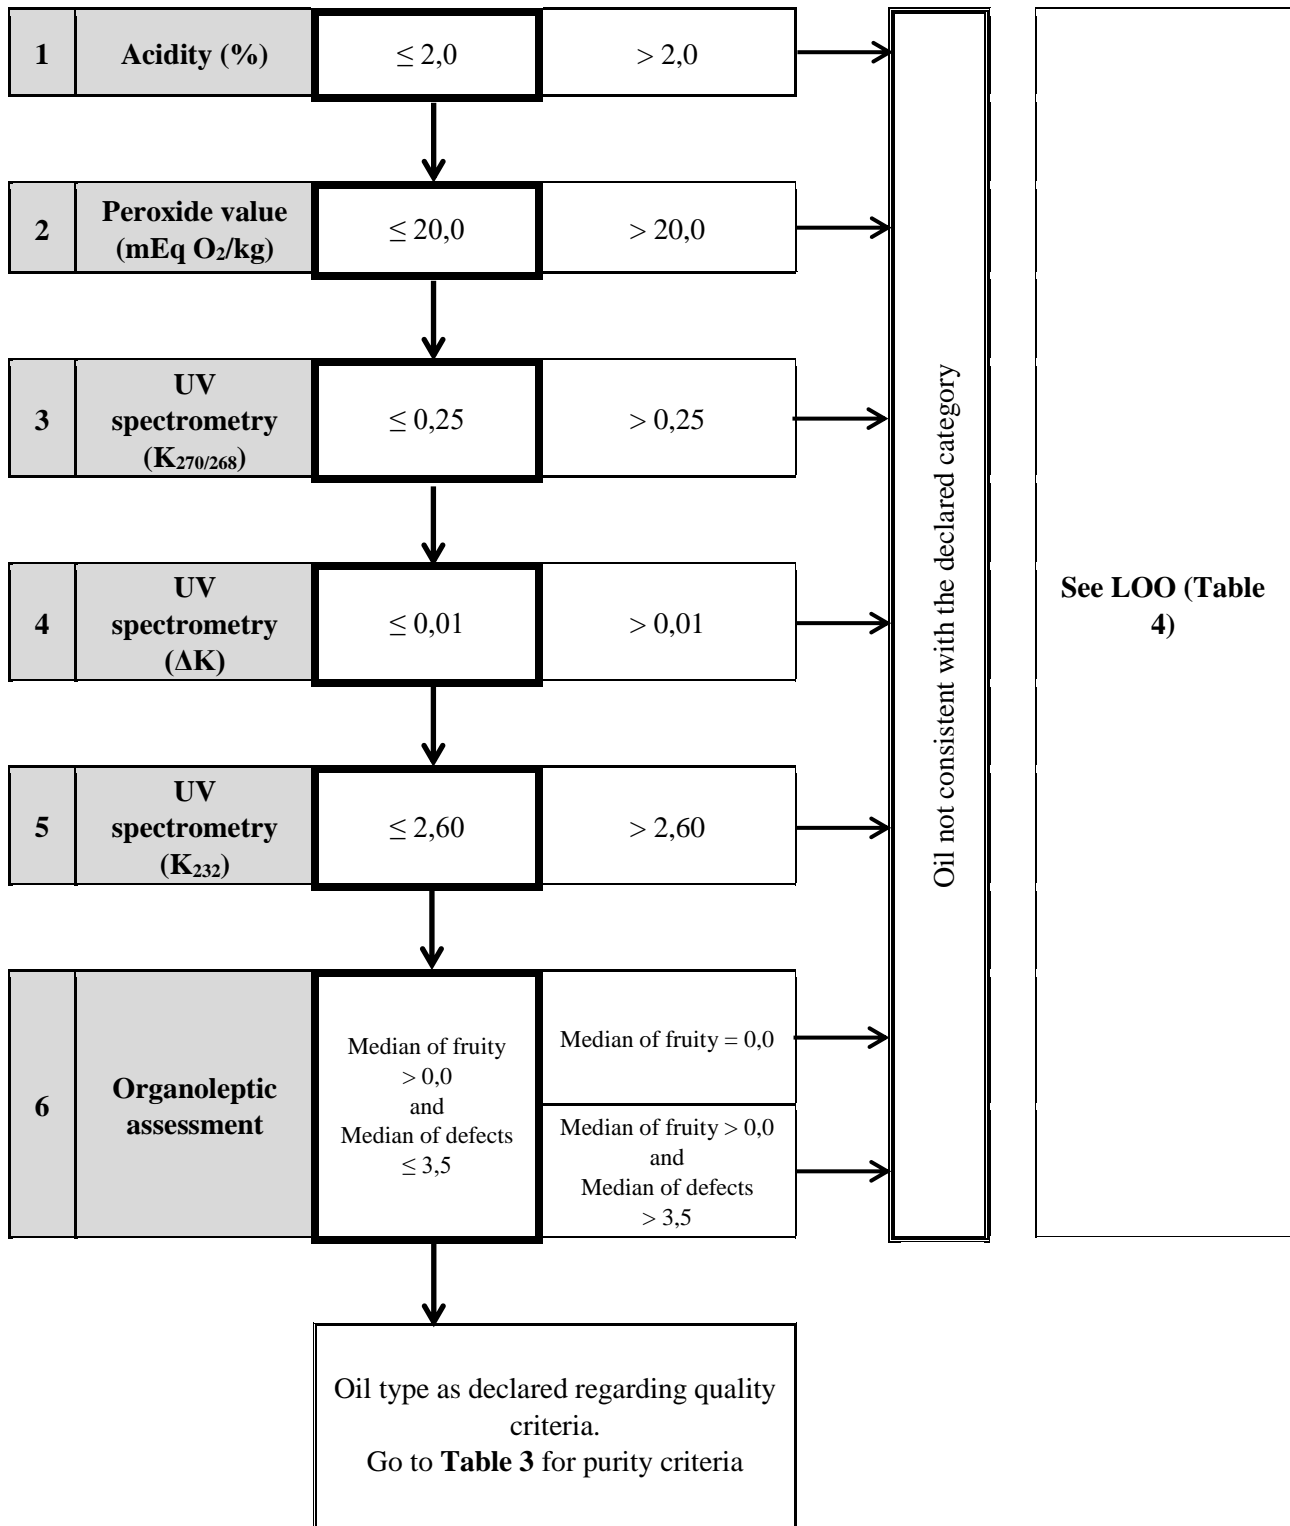 1
Acidity (%)
≤ 2,0
> 2,0
2
Peroxide value
(mEq O₂/kg)
≤ 20,0
> 20,0
3
UV
spectrometry
(K₂₇₀/₂₆₈)
≤ 0,25
> 0,25
4
UV
spectrometry
(ΔK)
≤ 0,01
> 0,01
5
UV
spectrometry
(K₂₃₂)
≤ 2,60
> 2,60
6
Organoleptic
assessment
Median of fruity
> 0,0
and
Median of defects
≤ 3,5
Median of fruity = 0,0
Median of fruity > 0,0
and
Median of defects
> 3,5
Oil not consistent with the declared category
See LOO (Table
4)
Oil type as declared regarding quality
criteria.
Go to Table 3 for purity criteria